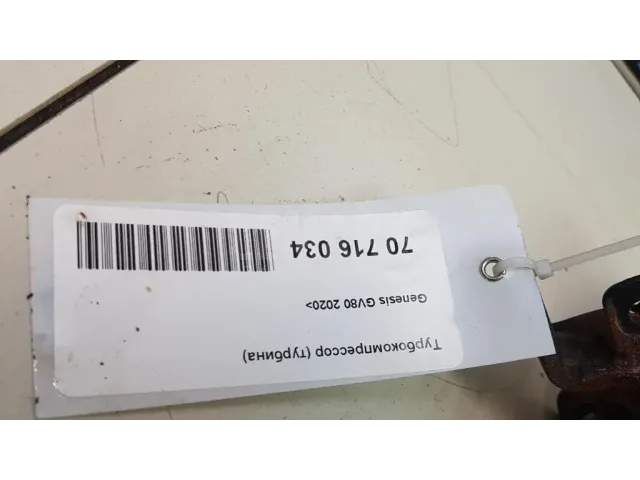 70 716 034
Genesis GV80 2020>
Турбокомпрессор (турбина)